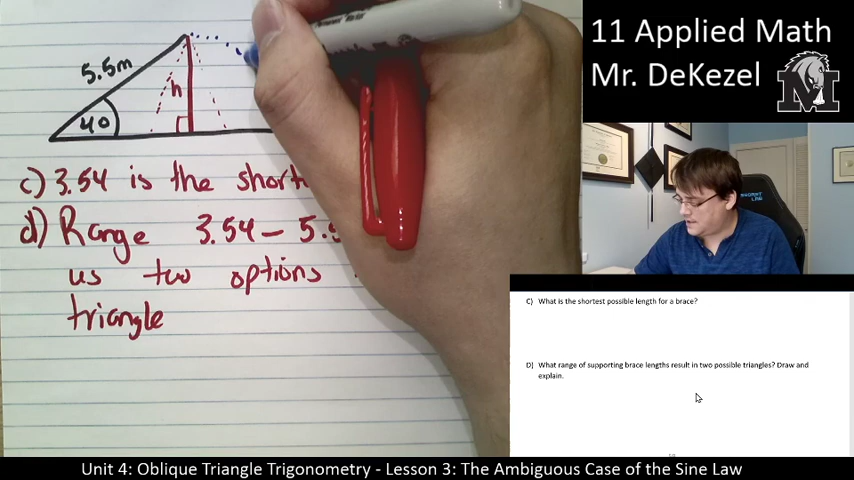 11 Applied Math
Mr. DeKezel
M
5.5m
h
40
c) 3.54 is the
d) Range 3.54 –
us two options
triangle
C) What is the shortest possible length for a brace?
D) What range of supporting brace lengths result in two possible triangles? Draw and
explain.
Unit 4: Oblique Triangle Trigonometry - Lesson 3: The Ambiguous Case of the Sine Law